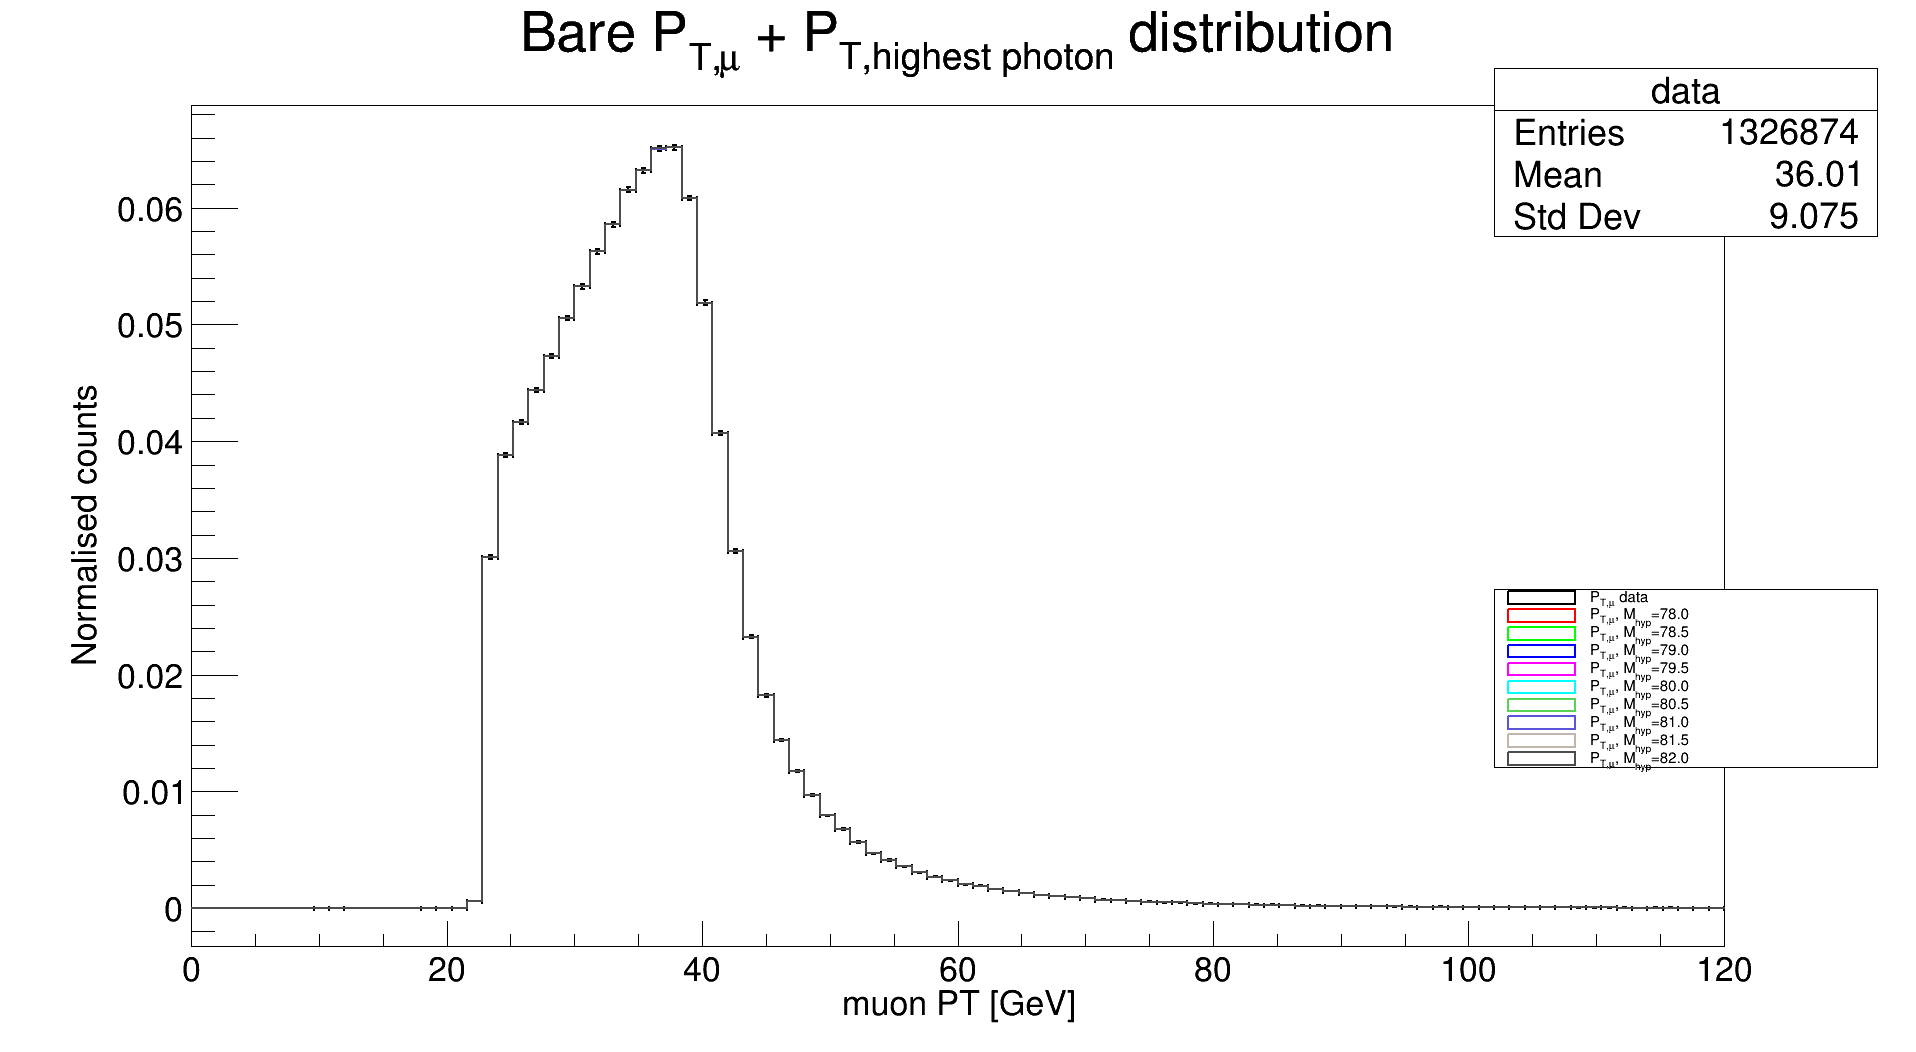 Bare P_T,μ + P_T,highest photon distribution
data
Entries 1326874
Mean 36.01
Std Dev 9.075
0.06
0.05
0.04
0.03
0.02
0.01
0
Normalised counts
P_T,μ data
P_T,μ, M_hyp=78.0
P_T,μ, M_hyp=78.5
P_T,μ, M_hyp=79.0
P_T,μ, M_hyp=79.5
P_T,μ, M_hyp=80.0
P_T,μ, M_hyp=80.5
P_T,μ, M_hyp=81.0
P_T,μ, M_hyp=81.5
P_T,μ, M_hyp=82.0
0 20 40 60 80 100 120
muon PT [GeV]